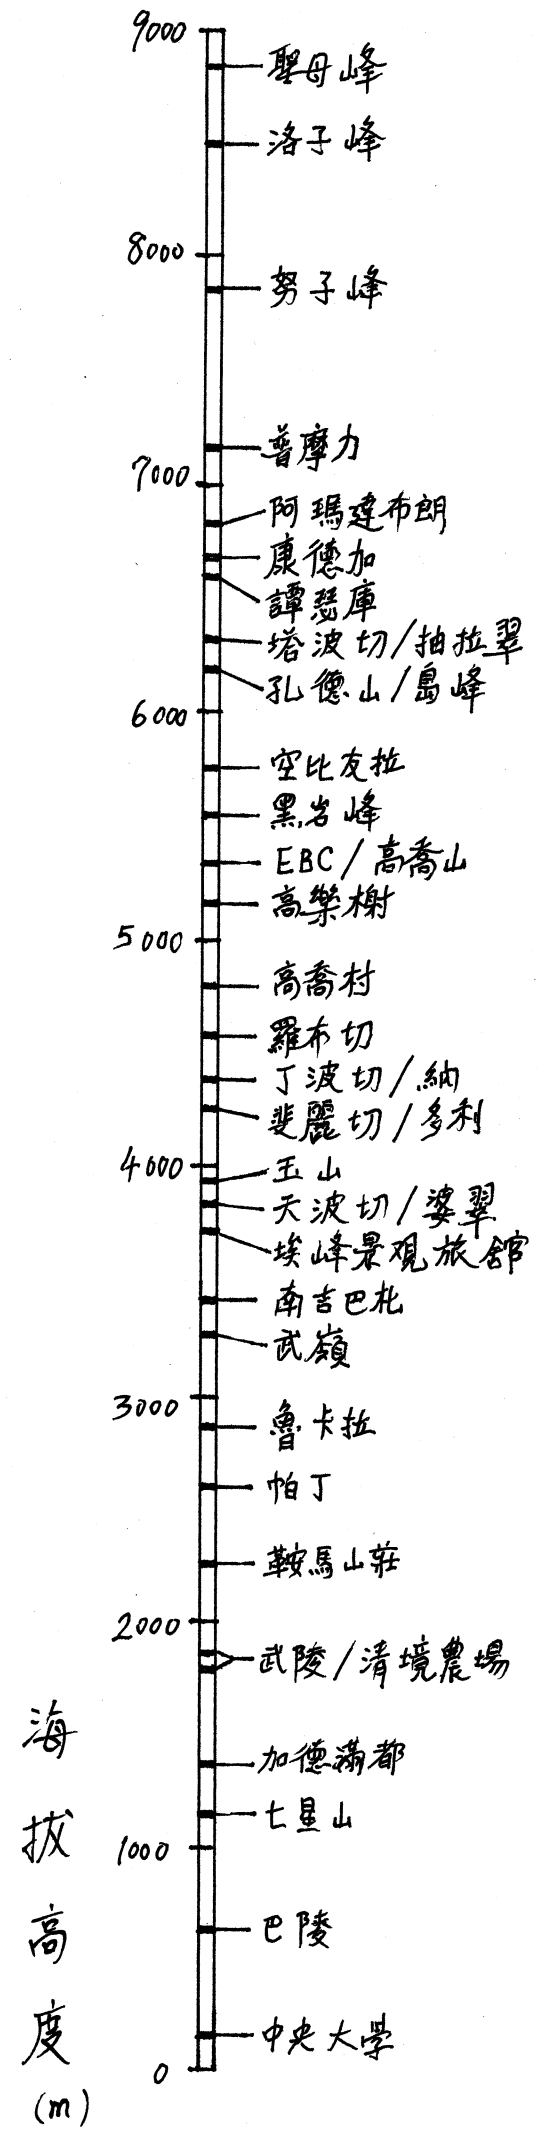 9000
聖母峰
洛子峰
8000
努子峰
普摩力
7000
阿瑪達布朗
康德加
譚瑟庫
塔波切/抽拉翠
孔德山/島峰
6000
空比友拉
黑岩峰
EBC/高喬山
高樂榭
5000
高喬村
羅布切
丁波切/納
斐麗切/多利
4000
玉山
天波切/婆翠
埃峰景觀旅舘
南吉巴札
武嶺
3000
魯卡拉
帕丁
鞍馬山莊
2000
武陵/清境農場
加德滿都
七星山
1000
巴陵
中央大學
0
海拔高度
(m)